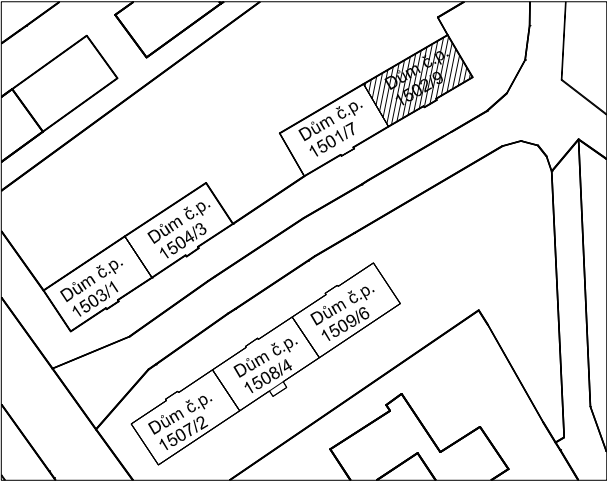 Dům č.p.
1502/9
Dům č.p.
1501/7
Dům č.p.
1504/3
Dům č.p.
1503/1
Dům č.p.
1509/6
Dům č.p.
1508/4
Dům č.p.
1507/2